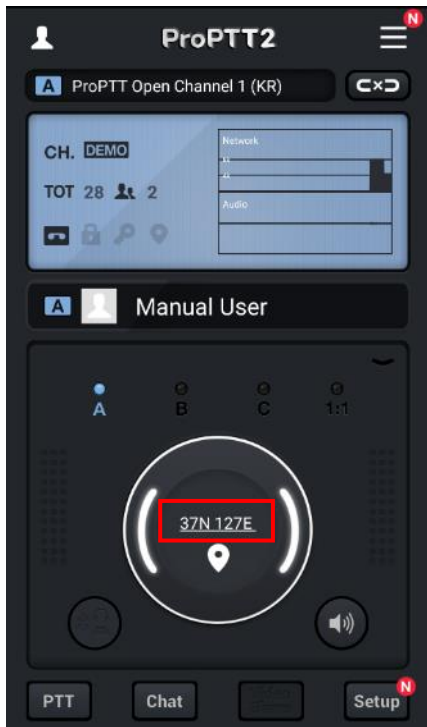 N
ProPTT2
A ProPTT Open Channel 1 (KR)
CH. DEMO
Network
TOT 28 2
Audio
A Manual User
A B C 1:1
37N 127E
N
PTT Chat Setup